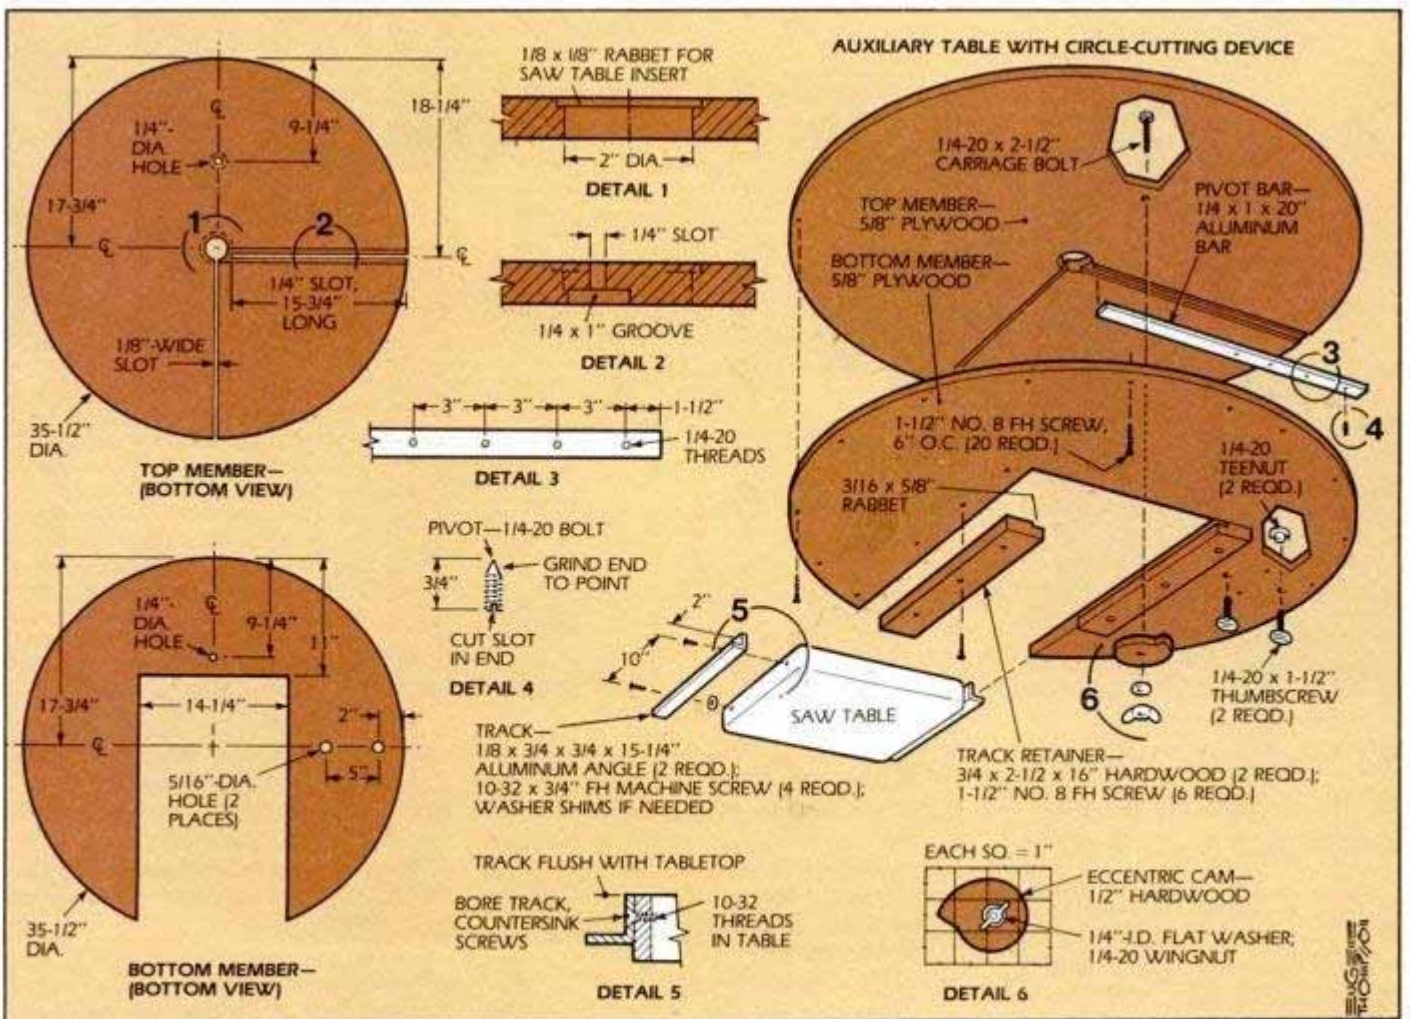 AUXILIARY TABLE WITH CIRCLE-CUTTING DEVICE
℄
1/4"-
DIA.
HOLE
9-1/4"
18-1/4"
17-3/4"
1
2
℄
℄
1/4" SLOT,
15-3/4"
LONG
1/8"-WIDE
SLOT
35-1/2"
DIA.
TOP MEMBER—
(BOTTOM VIEW)
1/8 x 1/8" RABBET FOR
SAW TABLE INSERT
2" DIA.
DETAIL 1
1/4" SLOT
1/4 x 1" GROOVE
DETAIL 2
3"
3"
3"
1-1/2"
1/4-20
THREADS
DETAIL 3
PIVOT—1/4-20 BOLT
3/4"
GRIND END
TO POINT
CUT SLOT
IN END
DETAIL 4
1/4-20 x 2-1/2"
CARRIAGE BOLT
TOP MEMBER—
5/8" PLYWOOD
BOTTOM MEMBER—
5/8" PLYWOOD
PIVOT BAR—
1/4 x 1 x 20"
ALUMINUM
BAR
3
4
1-1/2" NO. 8 FH SCREW,
6" O.C. (20 REQD.)
1/4-20
TEENUT
(2 REQD.)
3/16 x 5/8"
RABBET
5
2"
10"
SAW TABLE
6
1/4-20 x 1-1/2"
THUMBSCREW
(2 REQD.)
TRACK—
1/8 x 3/4 x 3/4 x 15-1/4"
ALUMINUM ANGLE (2 REQD.);
10-32 x 3/4" FH MACHINE SCREW (4 REQD.);
WASHER SHIMS IF NEEDED
TRACK RETAINER—
3/4 x 2-1/2 x 16" HARDWOOD (2 REQD.);
1-1/2" NO. 8 FH SCREW (6 REQD.)
℄
1/4"-
DIA.
HOLE
9-1/4"
11"
17-3/4"
14-1/4"
2"
℄
℄
5"
5/16"-DIA.
HOLE (2
PLACES)
35-1/2"
DIA.
BOTTOM MEMBER—
(BOTTOM VIEW)
TRACK FLUSH WITH TABLETOP
BORE TRACK,
COUNTERSINK
SCREWS
10-32
THREADS
IN TABLE
DETAIL 5
EACH SQ. = 1"
ECCENTRIC CAM—
1/2" HARDWOOD
1/4"-I.D. FLAT WASHER;
1/4-20 WINGNUT
DETAIL 6
EUGENE
THOMPSON